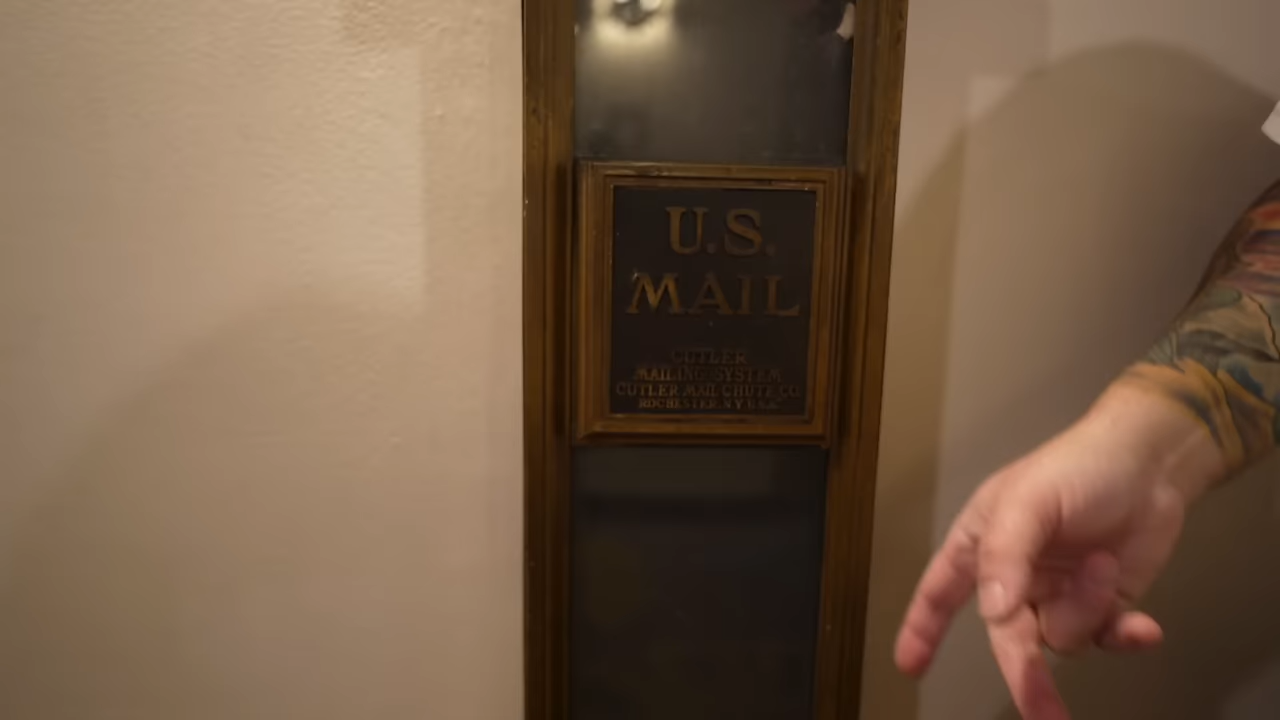 U.S.
MAIL
CUTLER
MAILING SYSTEM
CUTLER MAIL CHUTE CO
ROCHESTER. N.Y. U.S.A.